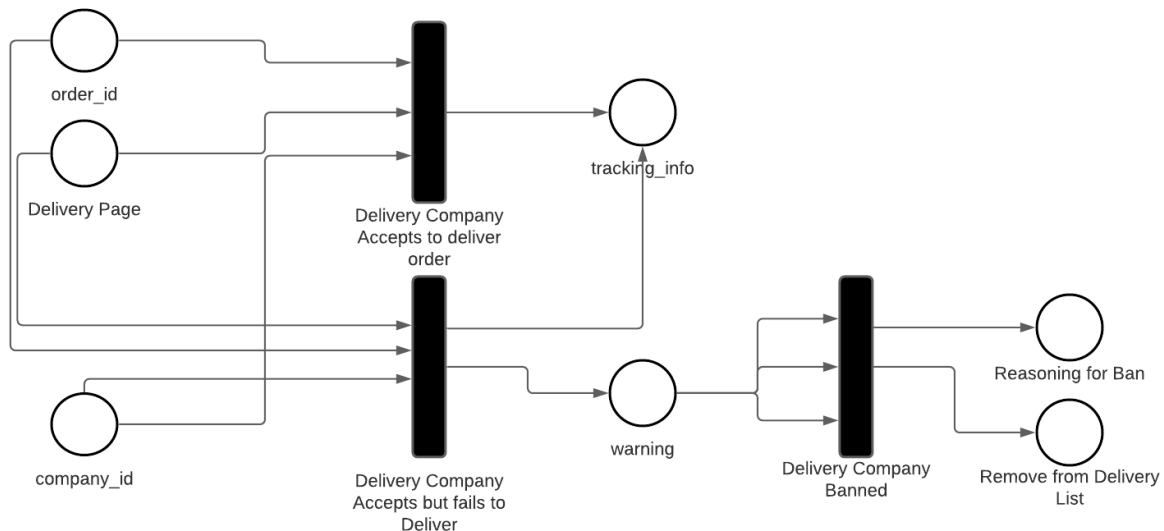 order_id
Delivery Page
company_id
Delivery Company
Accepts to deliver
order
tracking_info
Delivery Company
Accepts but fails to
Deliver
warning
Delivery Company
Banned
Reasoning for Ban
Remove from Delivery
List